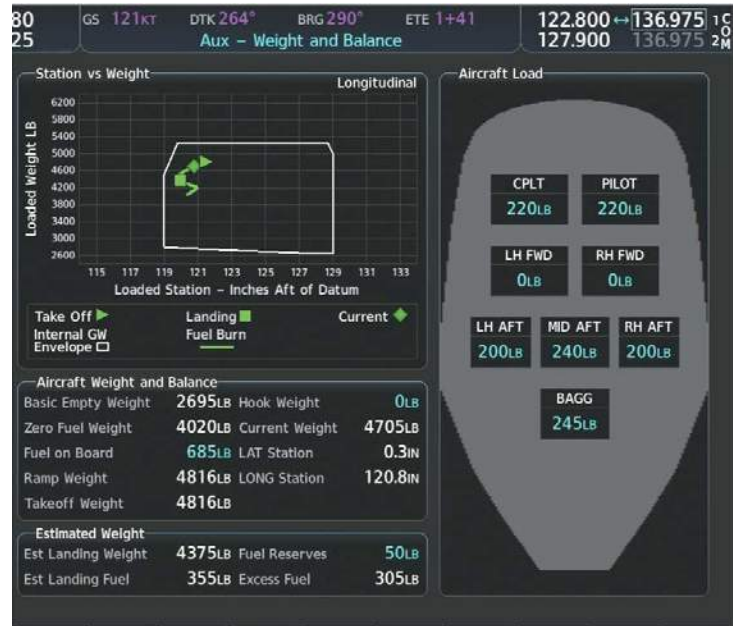 80 GS 121KT DTK 264° BRG 290° ETE 1+41 122.800 ↔ 136.975 1 C
25 Aux – Weight and Balance 127.900 136.975 2 O M
Station vs Weight
Longitudinal
Loaded Weight LB
6200
5800
5400
5000
4600
4200
3800
3400
3000
2600
115 117 119 121 123 125 127 129 131 133
Loaded Station – Inches Aft of Datum
Take Off Landing Current
Internal GW Envelope Fuel Burn
Aircraft Load
CPLT PILOT
220LB 220LB
LH FWD RH FWD
0LB 0LB
LH AFT MID AFT RH AFT
200LB 240LB 200LB
BAGG
245LB
Aircraft Weight and Balance
Basic Empty Weight 2695LB Hook Weight 0LB
Zero Fuel Weight 4020LB Current Weight 4705LB
Fuel on Board 685LB LAT Station 0.3IN
Ramp Weight 4816LB LONG Station 120.8IN
Takeoff Weight 4816LB
Estimated Weight
Est Landing Weight 4375LB Fuel Reserves 50LB
Est Landing Fuel 355LB Excess Fuel 305LB